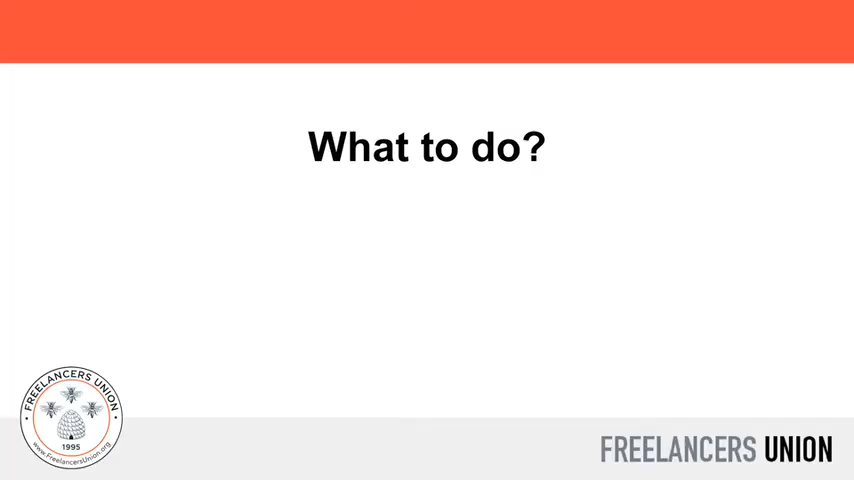 What to do?
FREELANCERS UNION
1995
www.FreelancersUnion.org
FREELANCERS UNION